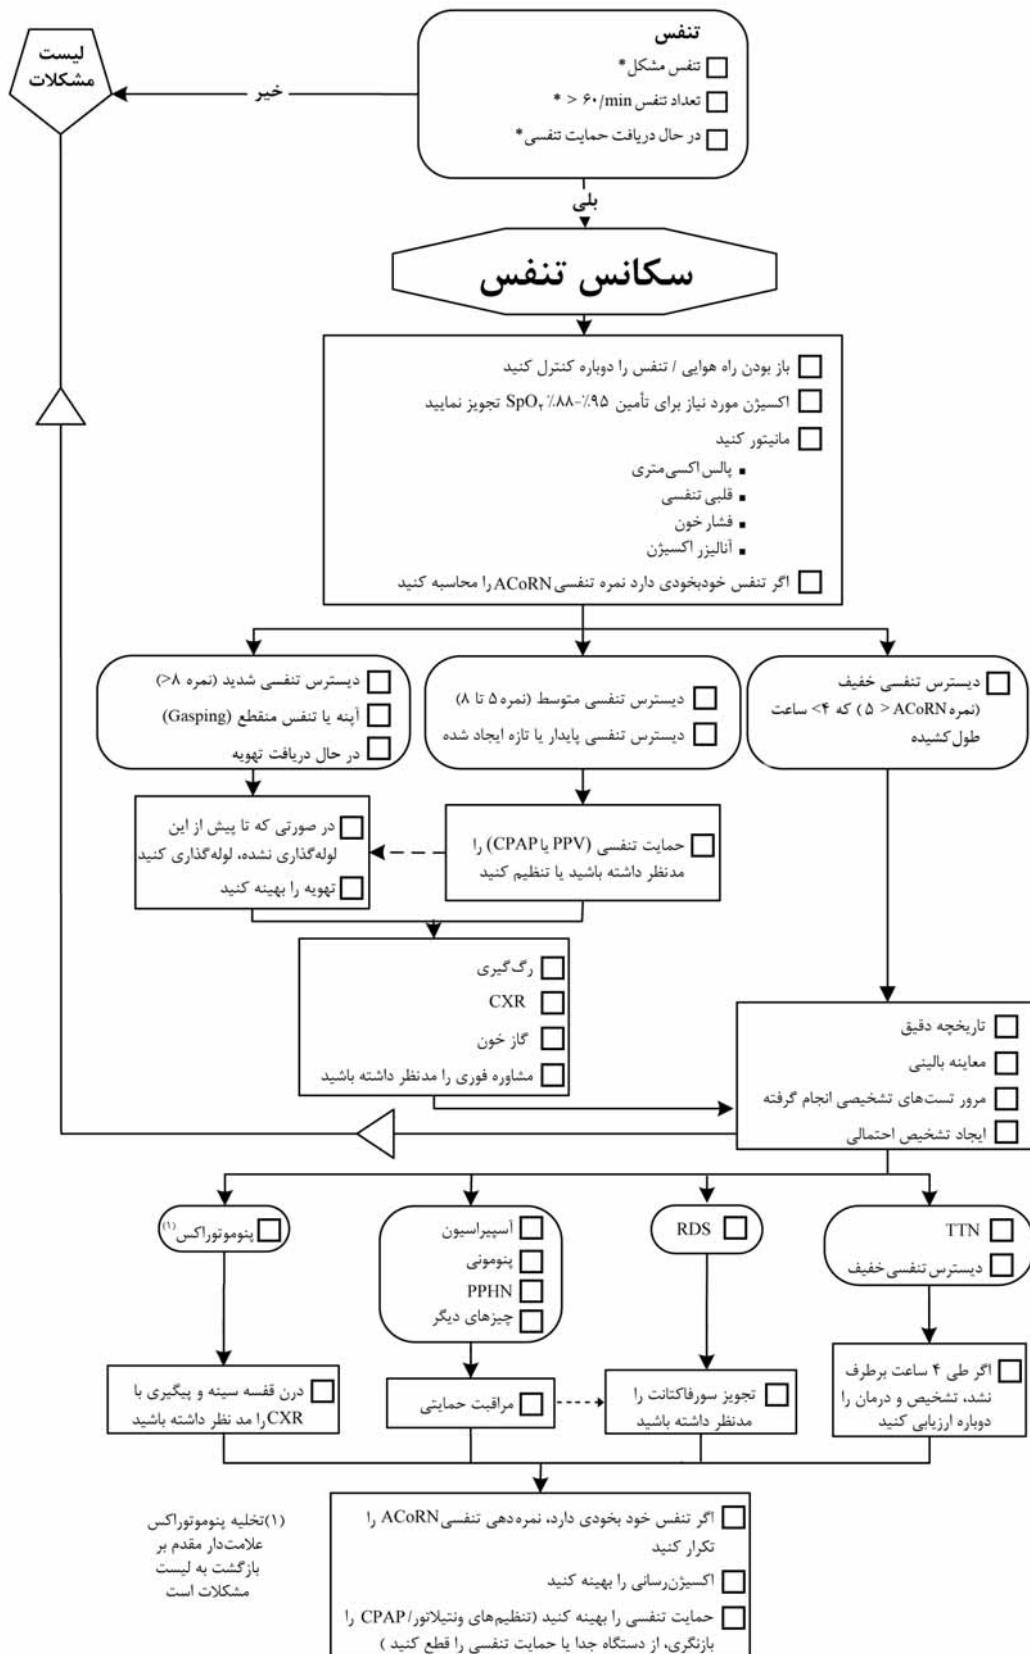 لیست
مشکلات
خیر
تنفس
تنفس مشکل*
تعداد تنفس ۶۰/min < *
در حال دریافت حمایت تنفسی*
بلی
سکانس تنفس
باز بودن راه هوایی / تنفس را دوباره کنترل کنید
اکسیژن مورد نیاز برای تأمین ۹۵٪-۸۸٪ SpO₂ تجویز نمایید
مانیتور کنید
▪ پالس اکسی‌متری
▪ قلبی تنفسی
▪ فشار خون
▪ آنالیزر اکسیژن
اگر تنفس خودبخودی دارد نمره تنفسی ACoRN را محاسبه کنید
دیسترس تنفسی خفیف
(نمره ACoRN < ۵) که ۴> ساعت
طول کشیده
دیسترس تنفسی متوسط (نمره ۵ تا ۸)
دیسترس تنفسی پایدار یا تازه ایجاد شده
دیسترس تنفسی شدید (نمره ۸<)
آپنه یا تنفس منقطع (Gasping)
در حال دریافت تهویه
حمایت تنفسی (PPV یا CPAP) را
مدنظر داشته باشید یا تنظیم کنید
در صورتی که تا پیش از این
لوله‌گذاری نشده، لوله‌گذاری کنید
تهویه را بهینه کنید
رگ‌گیری
CXR
گاز خون
مشاوره فوری را مدنظر داشته باشید
تاریخچه دقیق
معاینه بالینی
مرور تست‌های تشخیصی انجام گرفته
ایجاد تشخیص احتمالی
TTN
دیسترس تنفسی خفیف
RDS
آسپیراسیون
پنومونی
PPHN
چیزهای دیگر
پنوموتوراکس(۱)
اگر طی ۴ ساعت برطرف
نشد، تشخیص و درمان را
دوباره ارزیابی کنید
تجویز سورفاکتانت را
مدنظر داشته باشید
مراقبت حمایتی
درن قفسه سینه و پیگیری با
CXR را مد نظر داشته باشید
اگر تنفس خود بخودی دارد، نمره‌دهی تنفسی ACoRN را
تکرار کنید
اکسیژن‌رسانی را بهینه کنید
حمایت تنفسی را بهینه کنید (تنظیم‌های ونتیلاتور/CPAP را
بازنگری، از دستگاه جدا یا حمایت تنفسی را قطع کنید )
(۱)تخلیه پنوموتوراکس
علامت‌دار مقدم بر
بازگشت به لیست
مشکلات است